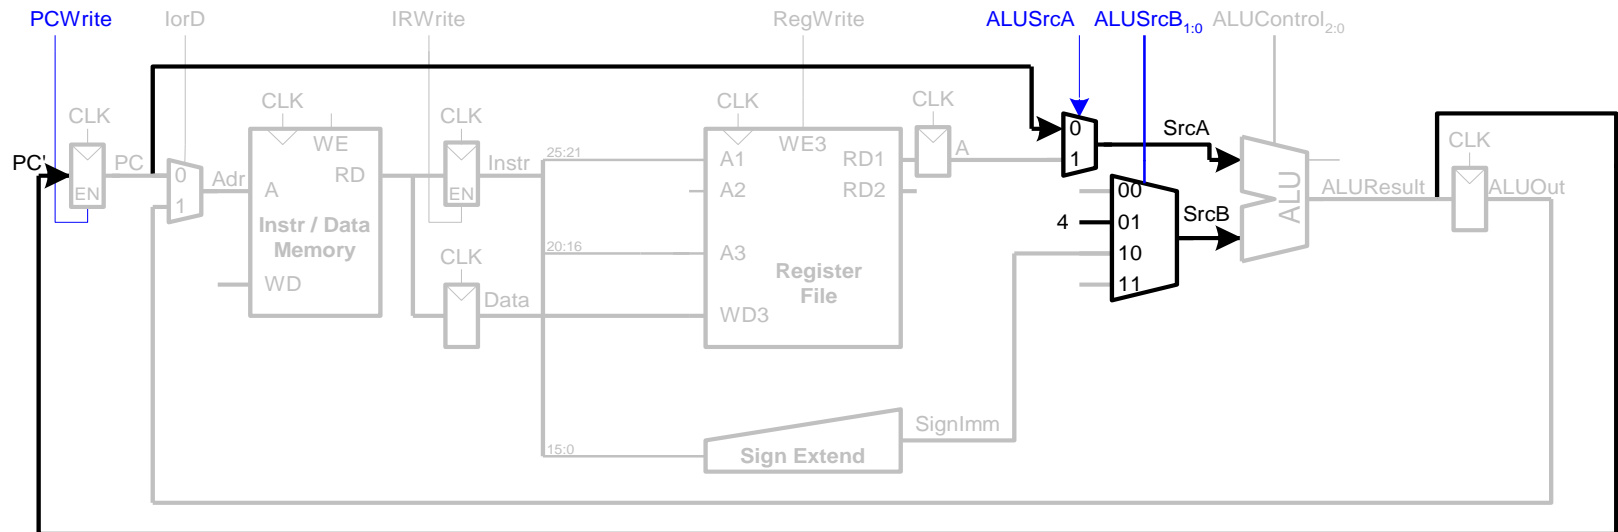 PCWrite IorD IRWrite RegWrite ALUSrcA ALUSrcB1:0 ALUControl2:0
CLK CLK CLK CLK CLK CLK
PC' PC EN
0 1 Adr
WE RD A WD
Instr / Data
Memory
Instr EN
CLK
Data
25:21
20:16
15:0
A1 A2 A3 WD3 WE3 RD1 RD2
Register
File
A
0 1 SrcA
00
4 01
10
11
SrcB
ALU
ALUResult
ALUOut
SignImm
Sign Extend